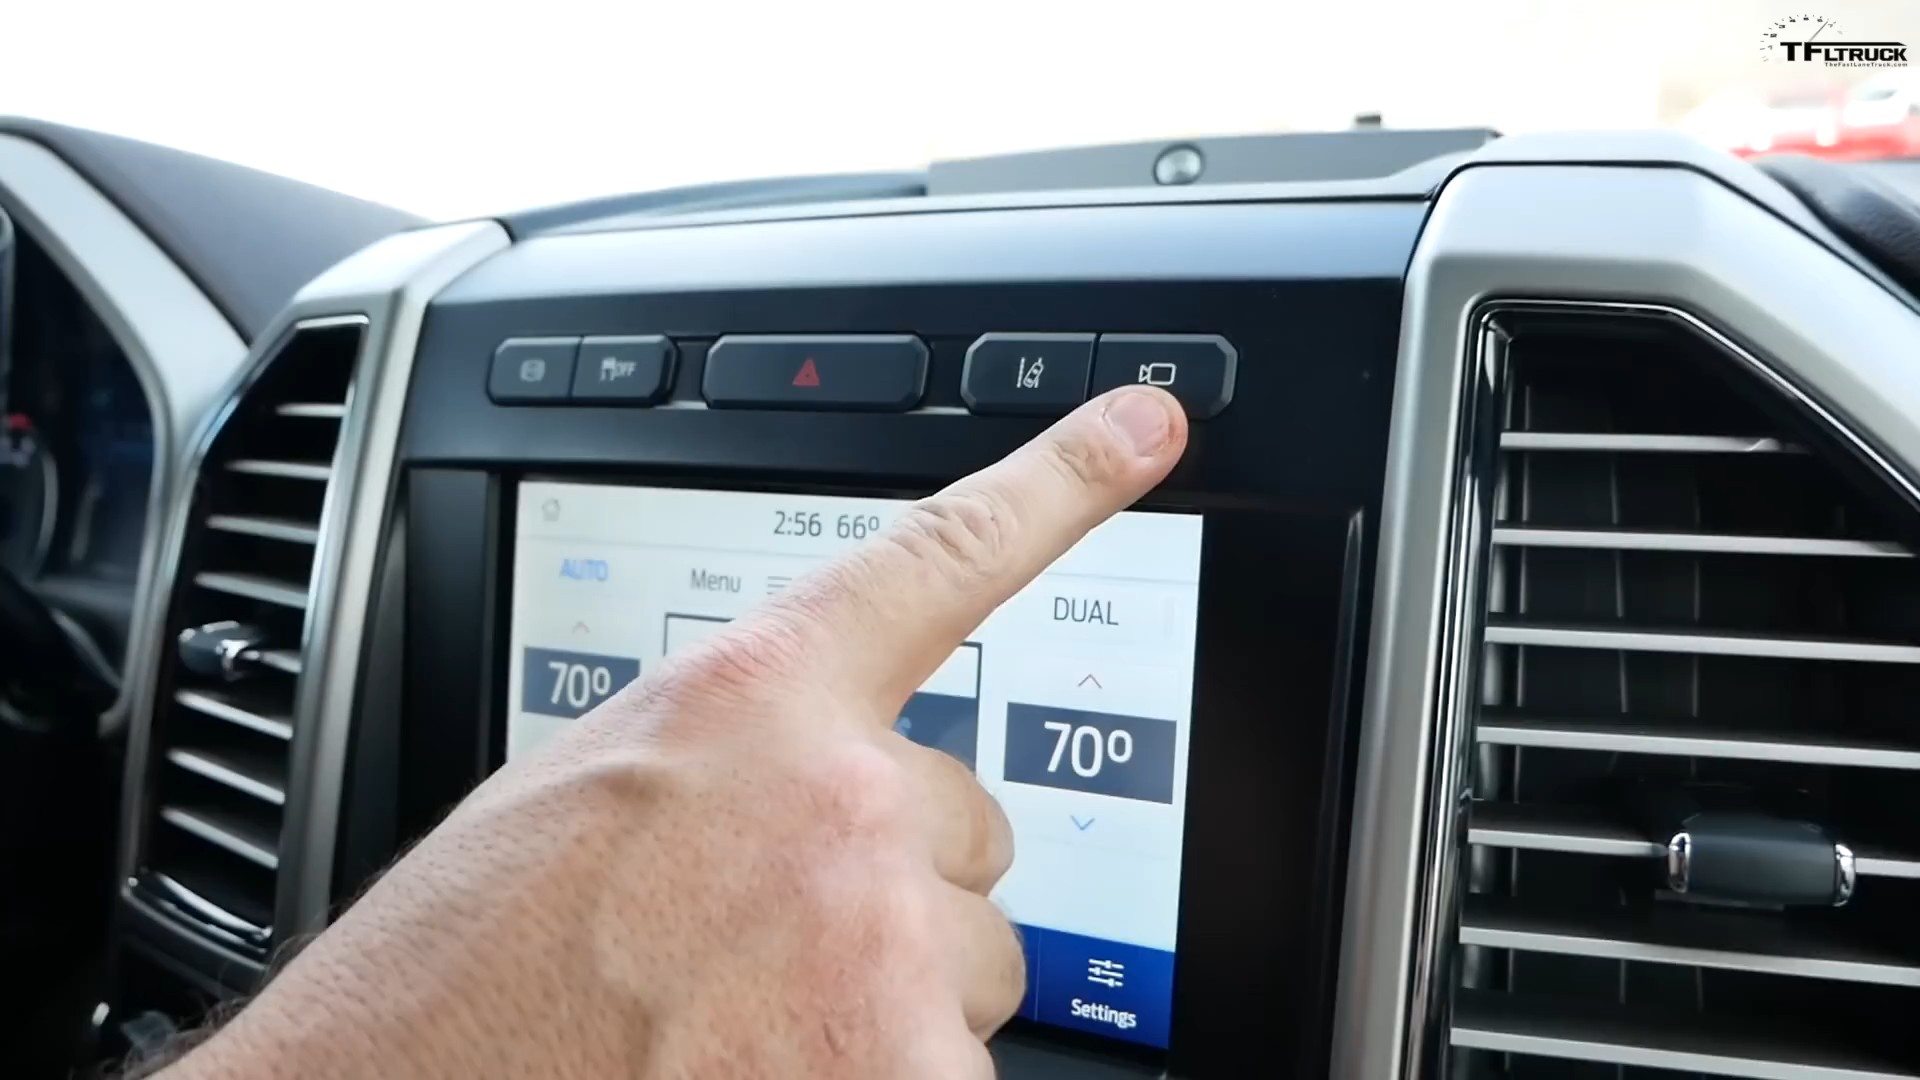 TFLTRUCK
TheFastLaneTruck.com
OFF
2:56 66º
AUTO
Menu
DUAL
70º
70º
Settings